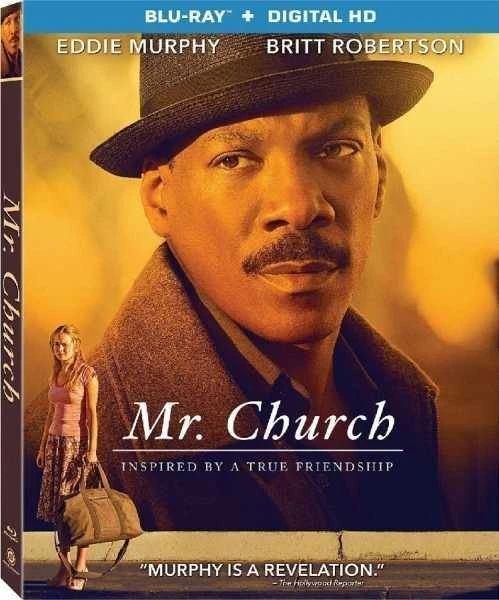 BLU-RAY™ + DIGITAL HD
EDDIE MURPHY BRITT ROBERTSON
Mr. Church
Mr. Church
INSPIRED BY A TRUE FRIENDSHIP
"MURPHY IS A REVELATION."
– The Hollywood Reporter